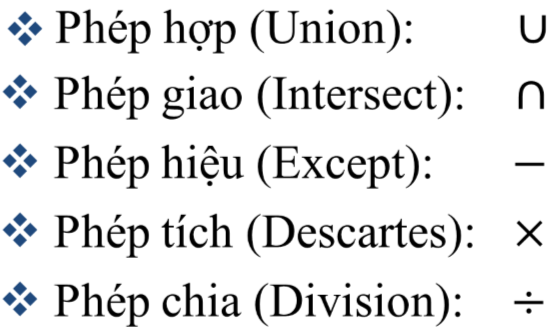 ❖ Phép hợp (Union): ∪
❖ Phép giao (Intersect): ∩
❖ Phép hiệu (Except): −
❖ Phép tích (Descartes): ×
❖ Phép chia (Division): ÷